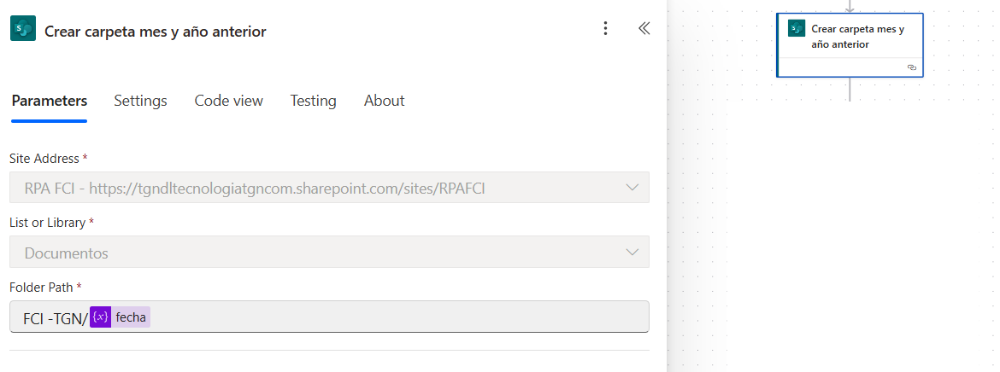 Crear carpeta mes y año anterior
Parameters
Settings
Code view
Testing
About
Site Address *
RPA FCI - https://tgndltecnologiatgncom.sharepoint.com/sites/RPAFCI
List or Library *
Documentos
Folder Path *
FCI -TGN/ {x} fecha
Crear carpeta mes y
año anterior